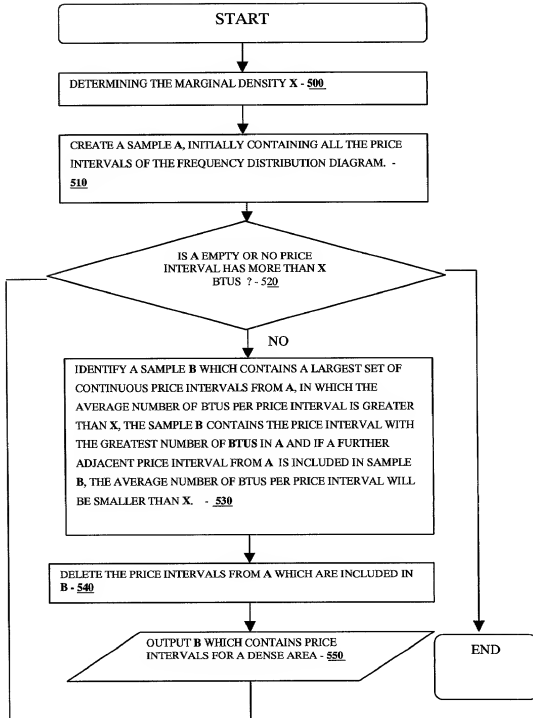 START
DETERMINING THE MARGINAL DENSITY X - 500
CREATE A SAMPLE A, INITIALLY CONTAINING ALL THE PRICE
INTERVALS OF THE FREQUENCY DISTRIBUTION DIAGRAM. -
510
IS A EMPTY OR NO PRICE
INTERVAL HAS MORE THAN X
BTUS ? - 520
NO
IDENTIFY A SAMPLE B WHICH CONTAINS A LARGEST SET OF
CONTINUOUS PRICE INTERVALS FROM A, IN WHICH THE
AVERAGE NUMBER OF BTUS PER PRICE INTERVAL IS GREATER
THAN X, THE SAMPLE B CONTAINS THE PRICE INTERVAL WITH
THE GREATEST NUMBER OF BTUS IN A AND IF A FURTHER
ADJACENT PRICE INTERVAL FROM A IS INCLUDED IN SAMPLE
B, THE AVERAGE NUMBER OF BTUS PER PRICE INTERVAL WILL
BE SMALLER THAN X. - 530
DELETE THE PRICE INTERVALS FROM A WHICH ARE INCLUDED IN
B - 540
OUTPUT B WHICH CONTAINS PRICE
INTERVALS FOR A DENSE AREA - 550
END